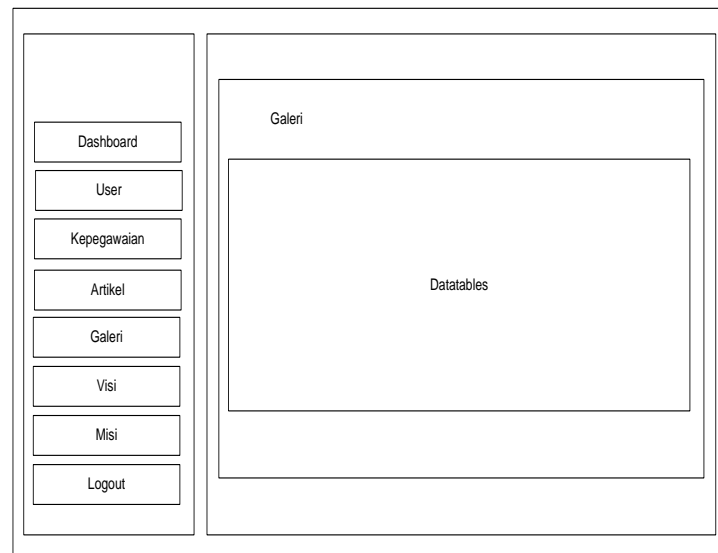 Dashboard
User
Kepegawaian
Artikel
Galeri
Visi
Misi
Logout
Galeri
Datatables